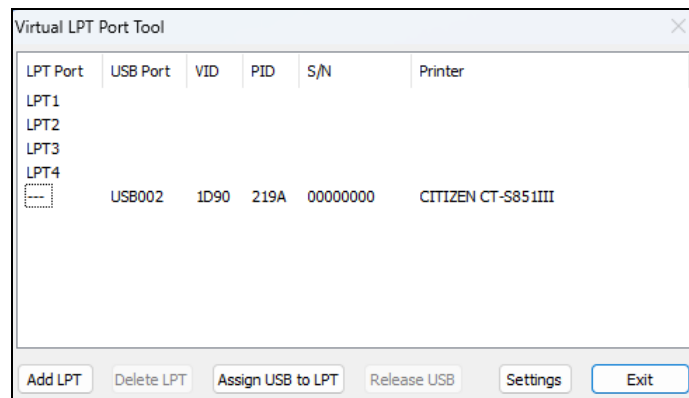 Virtual LPT Port Tool
LPT Port USB Port VID PID S/N Printer
LPT1
LPT2
LPT3
LPT4
--- USB002 1D90 219A 00000000 CITIZEN CT-S851III
Add LPT Delete LPT Assign USB to LPT Release USB Settings Exit